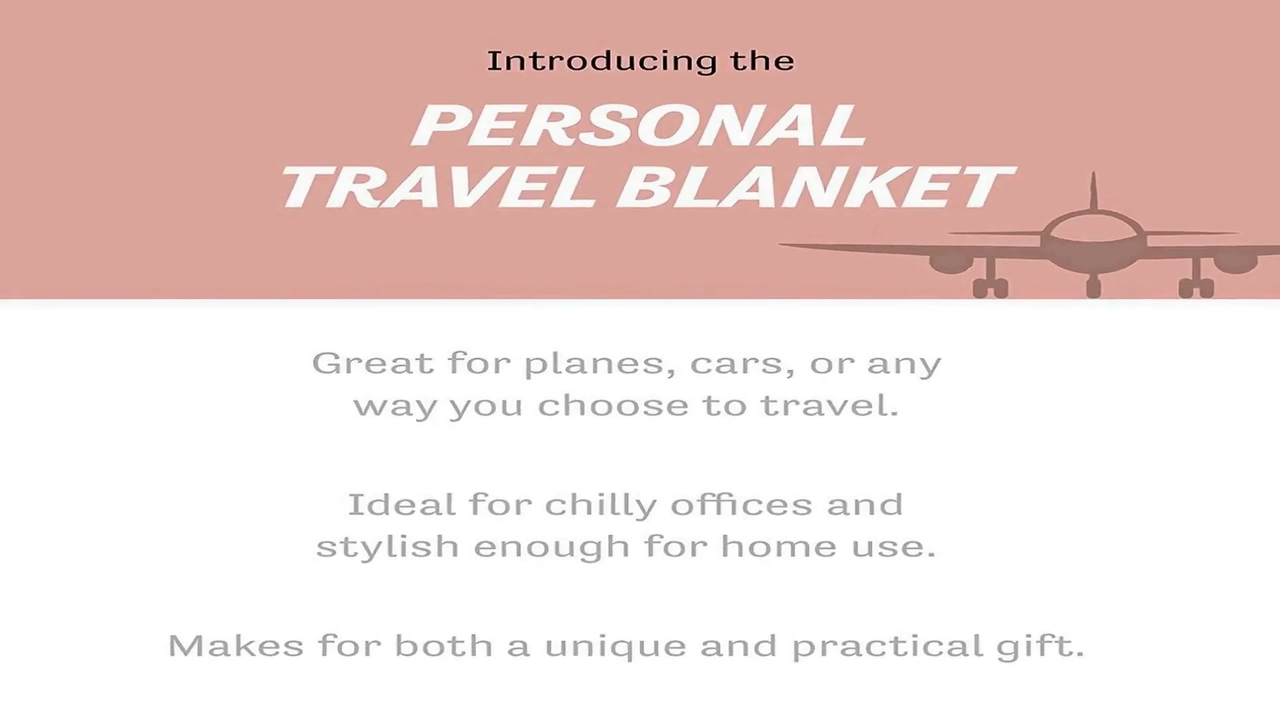 Introducing the
PERSONAL
TRAVEL BLANKET
Great for planes, cars, or any
way you choose to travel.
Ideal for chilly offices and
stylish enough for home use.
Makes for both a unique and practical gift.